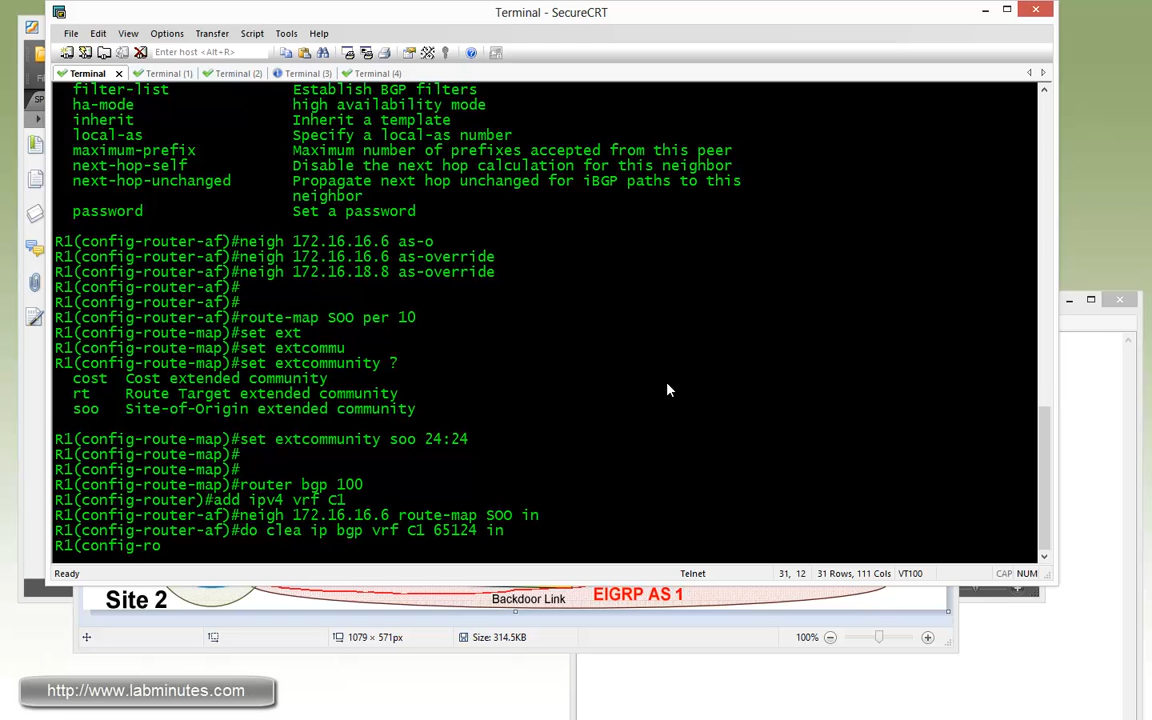 Terminal - SecureCRT
File Edit View Options Transfer Script Tools Help
Enter host <Alt+R>
Terminal Terminal (1) Terminal (2) Terminal (3) Terminal (4)
filter-list Establish BGP filters
ha-mode high availability mode
inherit Inherit a template
local-as Specify a local-as number
maximum-prefix Maximum number of prefixes accepted from this peer
next-hop-self Disable the next hop calculation for this neighbor
next-hop-unchanged Propagate next hop unchanged for iBGP paths to this
neighbor
password Set a password
R1(config-router-af)#neigh 172.16.16.6 as-o
R1(config-router-af)#neigh 172.16.16.6 as-override
R1(config-router-af)#neigh 172.16.18.8 as-override
R1(config-router-af)#
R1(config-router-af)#
R1(config-router-af)#route-map SOO per 10
R1(config-route-map)#set ext
R1(config-route-map)#set extcommu
R1(config-route-map)#set extcommunity ?
cost Cost extended community
rt Route Target extended community
soo Site-of-Origin extended community
R1(config-route-map)#set extcommunity soo 24:24
R1(config-route-map)#
R1(config-route-map)#
R1(config-route-map)#router bgp 100
R1(config-router)#add ipv4 vrf C1
R1(config-router-af)#neigh 172.16.16.6 route-map SOO in
R1(config-router-af)#do clea ip bgp vrf C1 65124 in
R1(config-ro
Ready Telnet 31, 12 31 Rows, 111 Cols VT100 CAP NUM
Site 2 Backdoor Link EIGRP AS 1
1079 × 571px Size: 314.5KB 100%
http://www.labminutes.com